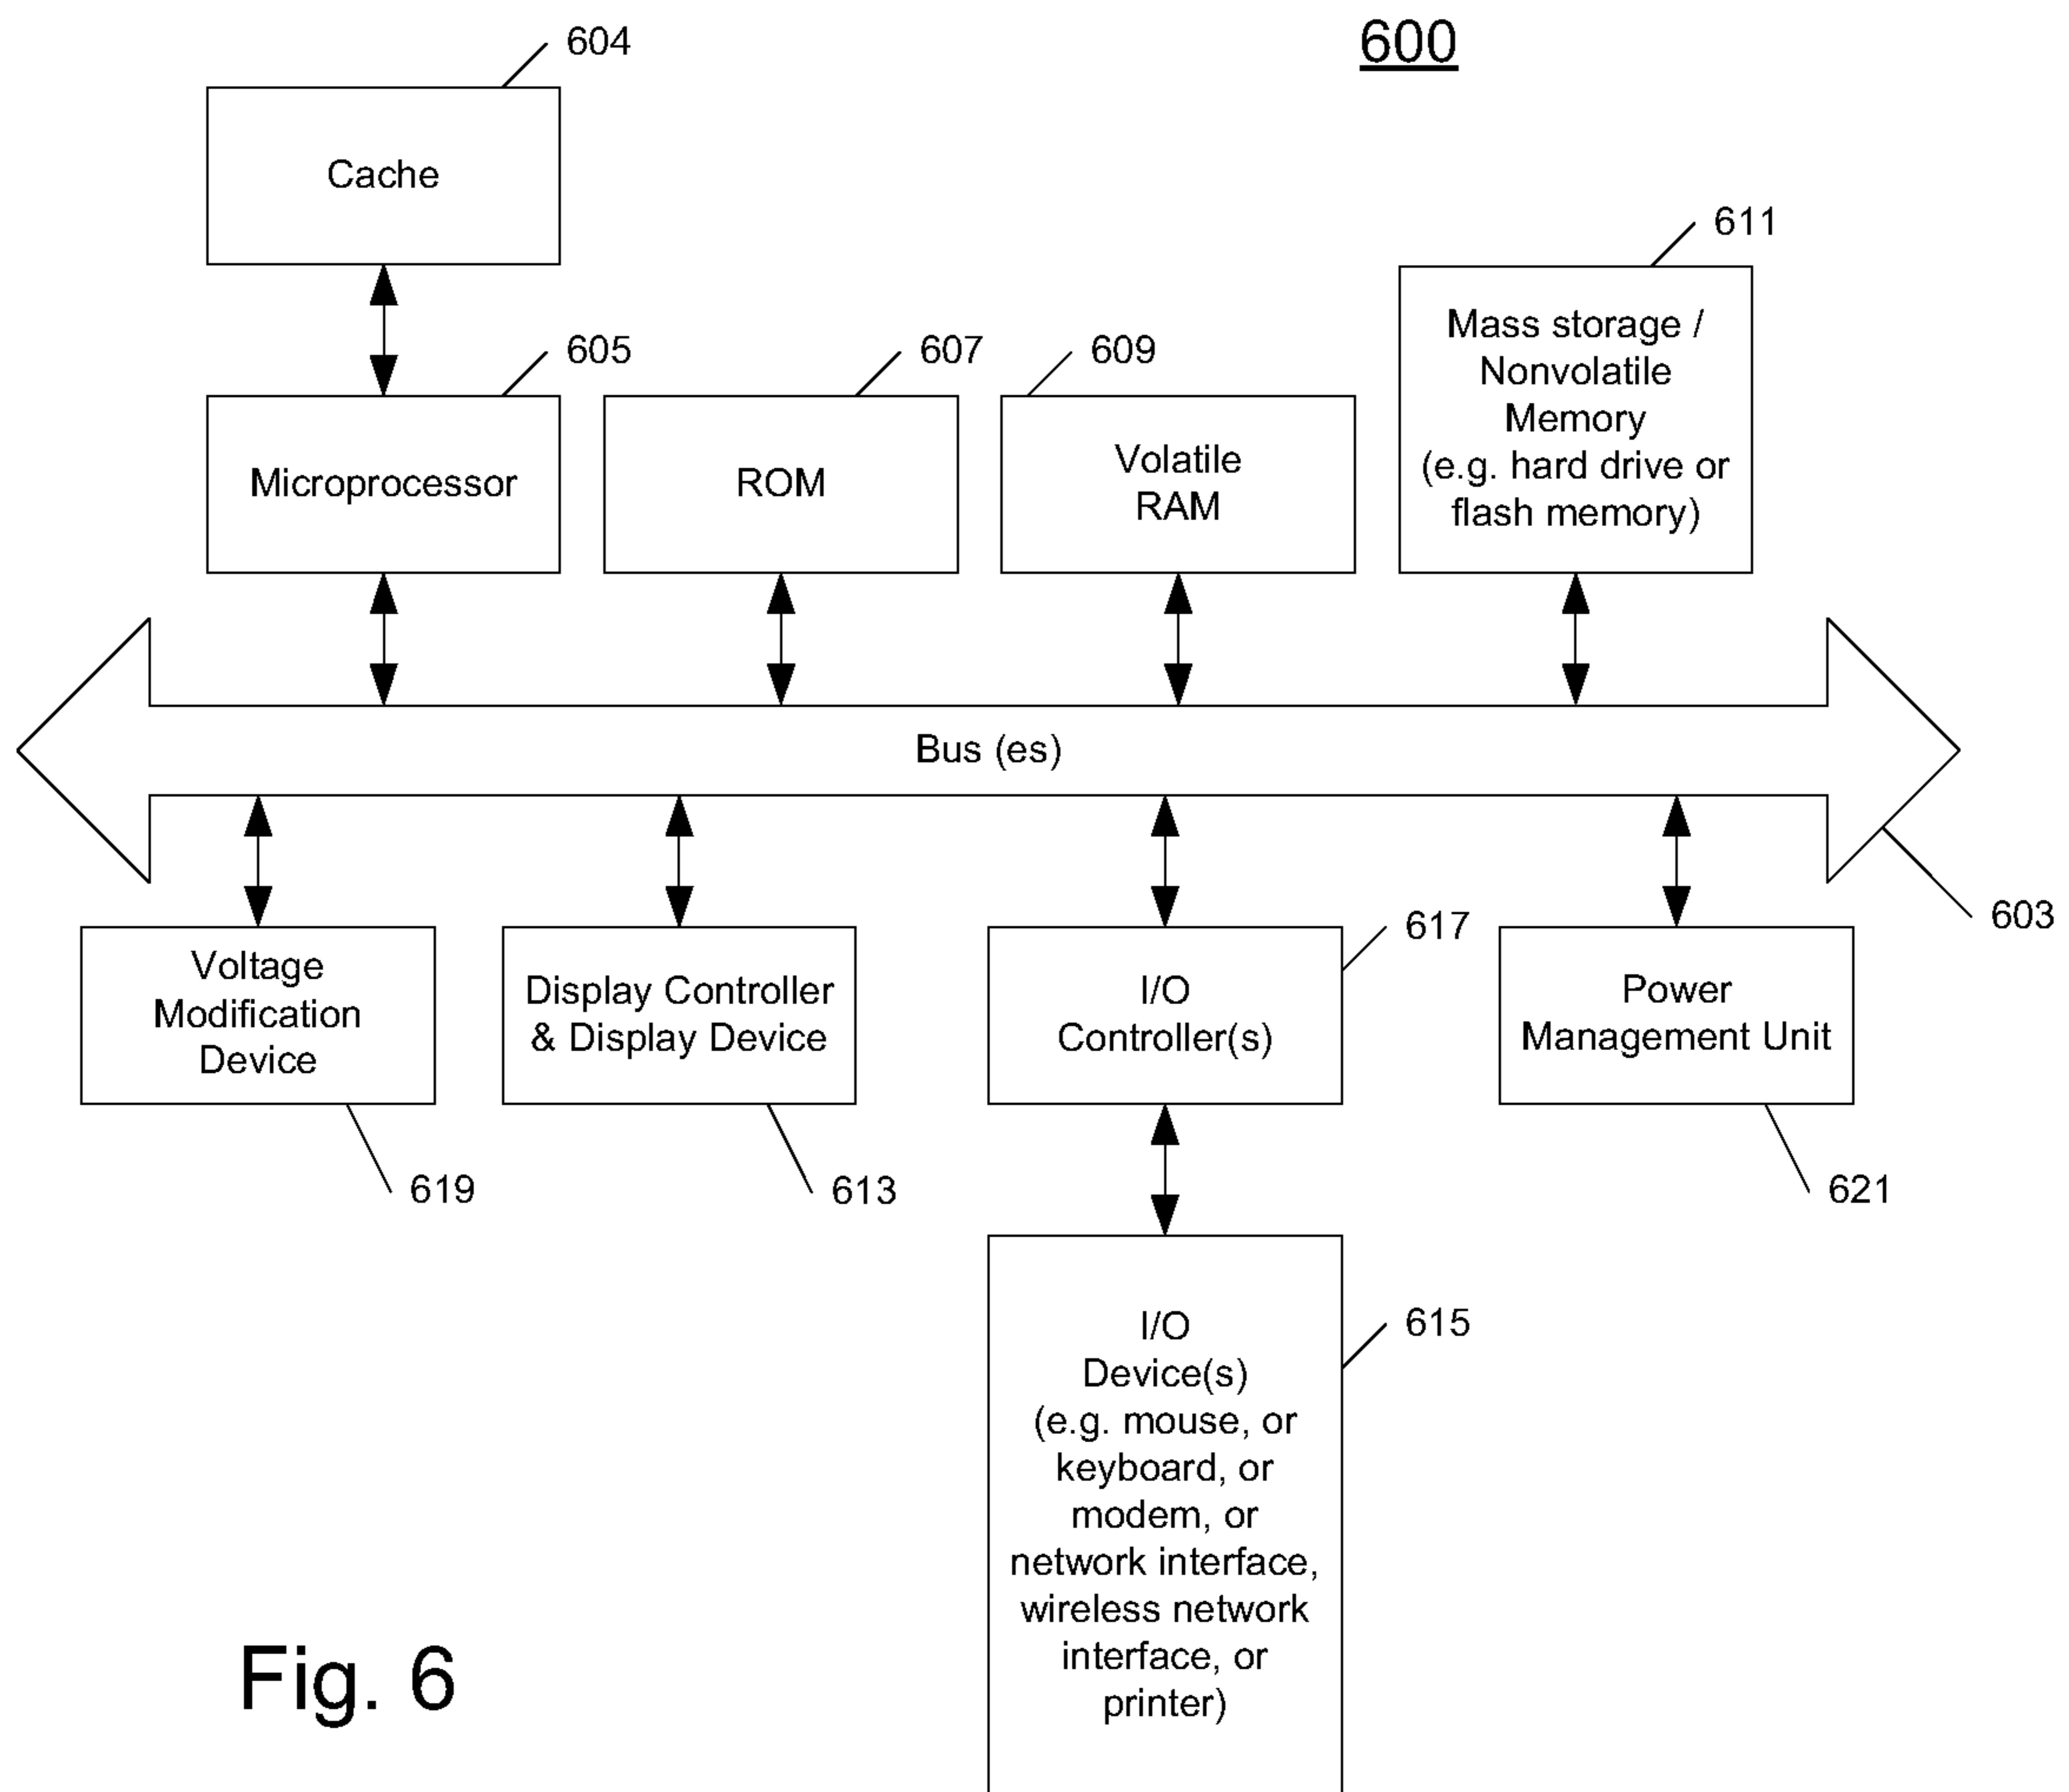 600
604
Cache
611
Mass storage /
Nonvolatile
Memory
(e.g. hard drive or
flash memory)
605
Microprocessor
607
ROM
609
Volatile
RAM
Bus (es)
603
Voltage
Modification
Device
619
Display Controller
& Display Device
613
617
I/O
Controller(s)
Power
Management Unit
621
615
I/O
Device(s)
(e.g. mouse, or
keyboard, or
modem, or
network interface,
wireless network
interface, or
printer)
Fig. 6